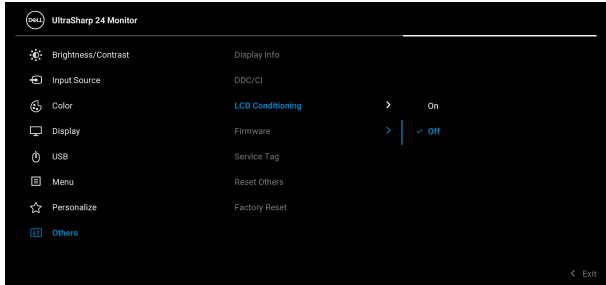 DELL UltraSharp 24 Monitor
Brightness/Contrast Display Info
Input Source DDC/CI
Color LCD Conditioning > On
Display Firmware > ✓ Off
USB Service Tag
Menu Reset Others
Personalize Factory Reset
Others
< Exit